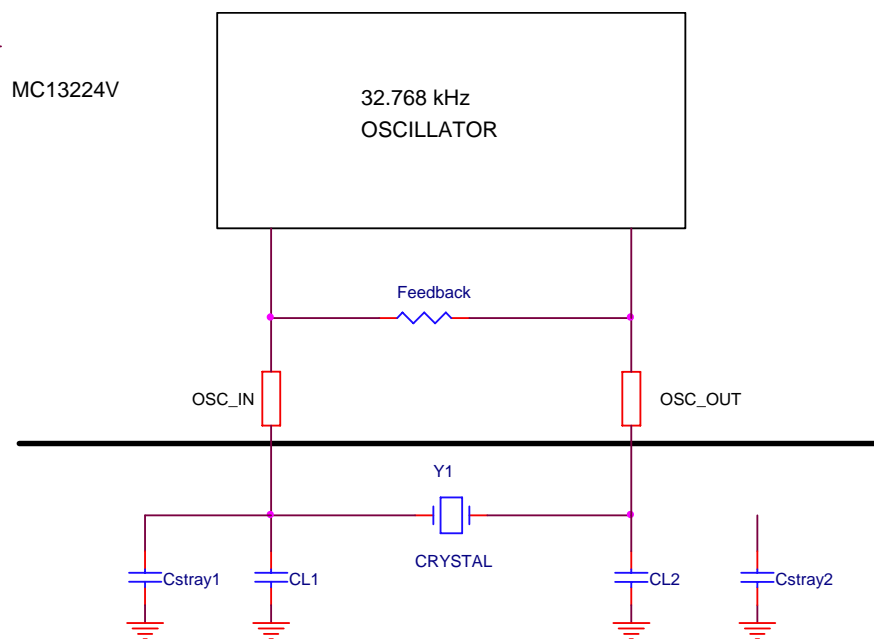 MC13224V
32.768 kHz
OSCILLATOR
Feedback
OSC_IN
OSC_OUT
Y1
CRYSTAL
Cstray1
CL1
CL2
Cstray2